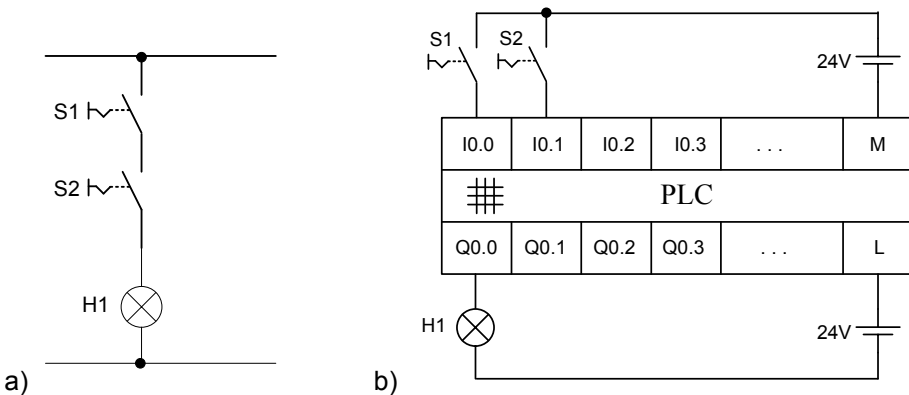 S1
S2
H1
a)
S1 S2
24V
I0.0 I0.1 I0.2 I0.3 . . . M
PLC
Q0.0 Q0.1 Q0.2 Q0.3 . . . L
H1
24V
b)